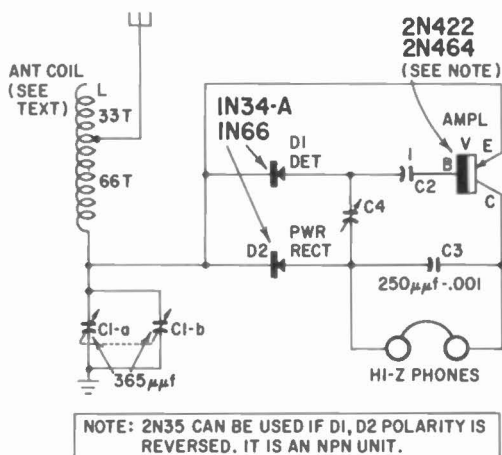 2N422
2N464
(SEE NOTE)
ANT COIL
(SEE
TEXT)
L
33T
66T
1N34-A
1N66
D1
DET
AMPL
V
E
B
C
1
C2
C4
D2
PWR
RECT
C3
250µµf-.001
C1-a
C1-b
365µµf
HI-Z PHONES
NOTE: 2N35 CAN BE USED IF D1, D2 POLARITY IS
REVERSED. IT IS AN NPN UNIT.